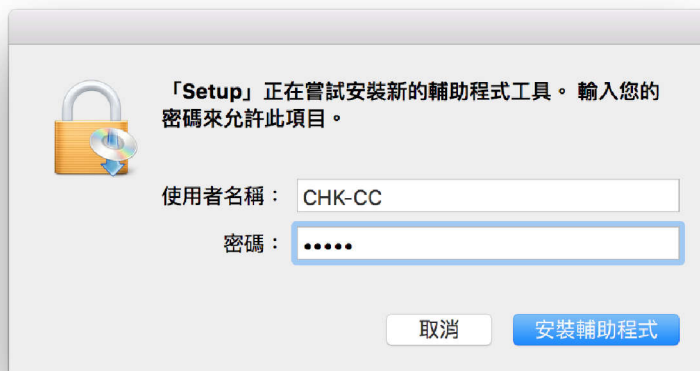 「Setup」正在嘗試安裝新的輔助程式工具。 輸入您的
密碼來允許此項目。
使用者名稱： CHK-CC
密碼： •••••
取消 安裝輔助程式